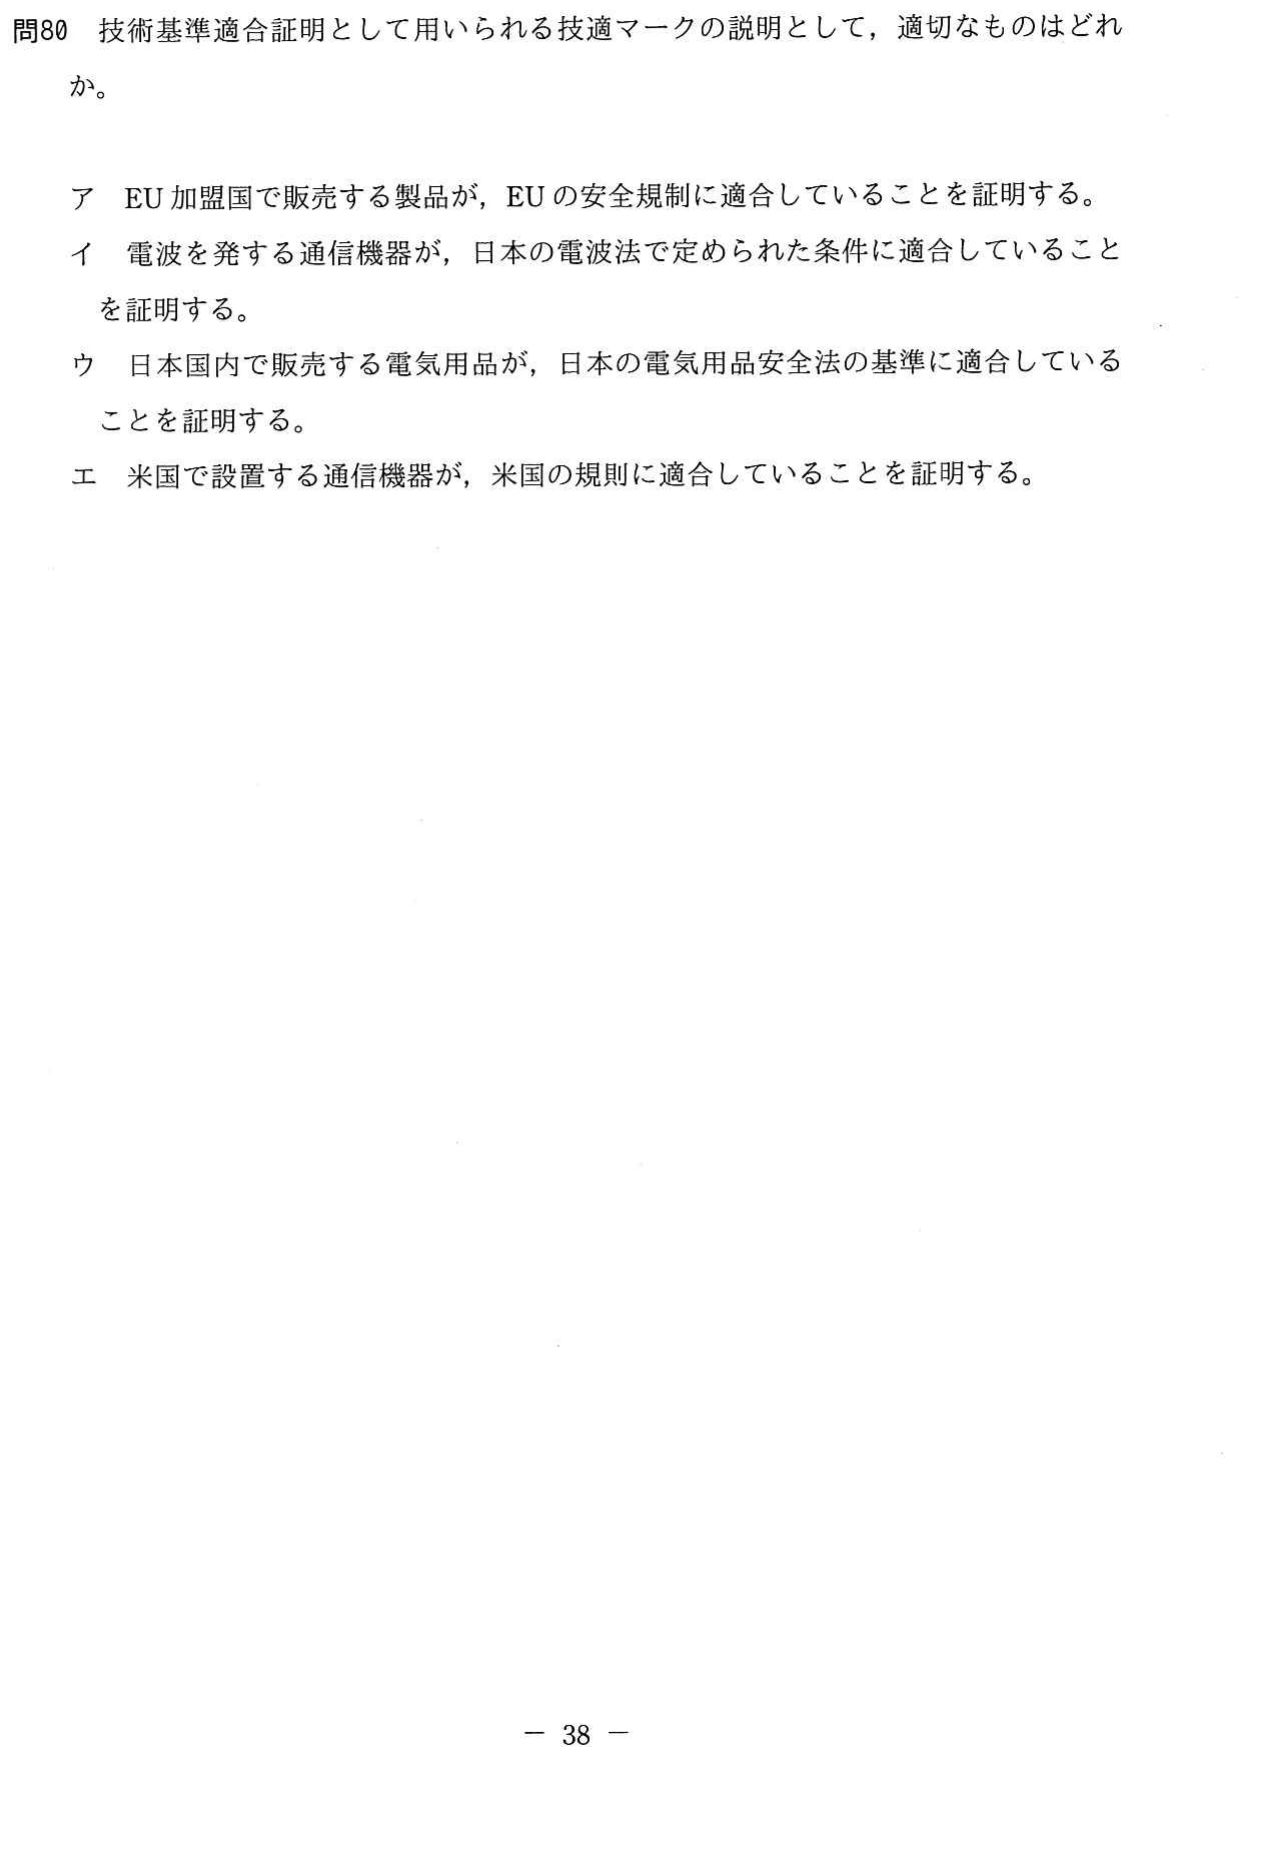 問80　技術基準適合証明として用いられる技適マークの説明として，適切なものはどれ
か。
ア　EU 加盟国で販売する製品が，EU の安全規制に適合していることを証明する。
イ　電波を発する通信機器が，日本の電波法で定められた条件に適合していること
を証明する。
ウ　日本国内で販売する電気用品が，日本の電気用品安全法の基準に適合している
ことを証明する。
エ　米国で設置する通信機器が，米国の規則に適合していることを証明する。
－ 38 －